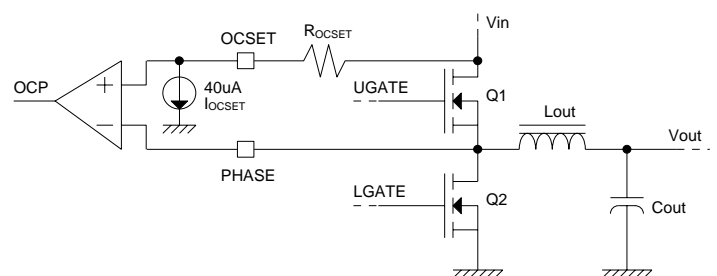 Vin
OCSET
ROCSET
OCP
+
−
40uA
IOCSET
UGATE
Q1
Lout
Vout
PHASE
LGATE
Q2
Cout